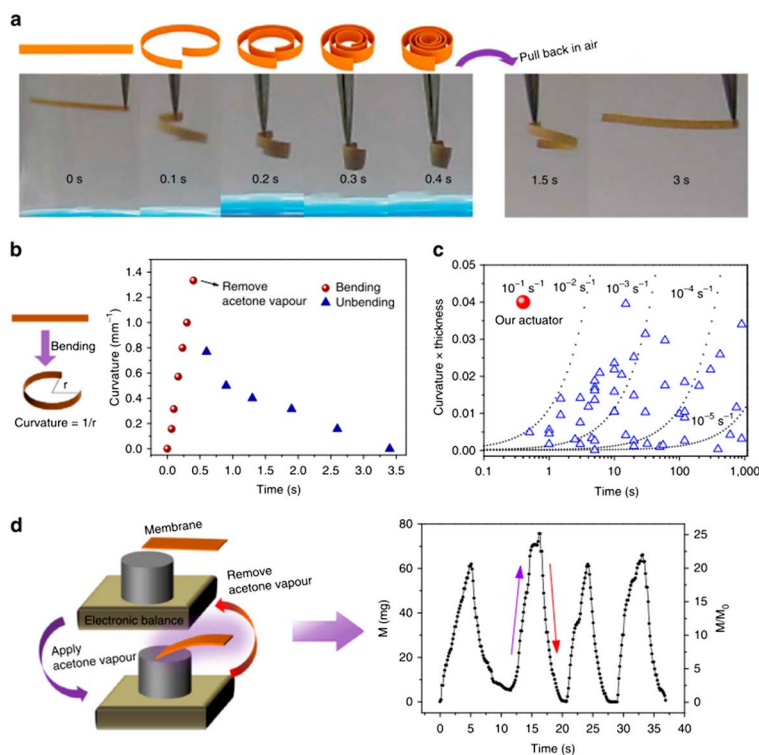 a
Pull back in air
0 s
0.1 s
0.2 s
0.3 s
0.4 s
1.5 s
3 s
b
Bending
r
Curvature = 1/r
Curvature (mm⁻¹)
1.4
1.2
1.0
0.8
0.6
0.4
0.2
0.0
Remove
acetone vapour
Bending
Unbending
0.0 0.5 1.0 1.5 2.0 2.5 3.0 3.5
Time (s)
c
Curvature × thickness
0.05
0.04
0.03
0.02
0.01
0.00
10⁻¹ s⁻¹
10⁻² s⁻¹
10⁻³ s⁻¹
10⁻⁴ s⁻¹
10⁻⁵ s⁻¹
Our actuator
0.1 1 10 100 1,000
Time (s)
d
Membrane
Remove
acetone vapour
Electronic balance
Apply
acetone vapour
M (mg)
80
60
40
20
0
M/M₀
25
20
15
10
5
0
0 5 10 15 20 25 30 35 40
Time (s)